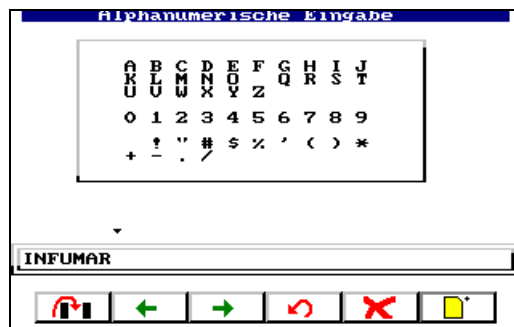 Alphanumerische Eingabe
A B C D E F G H I J
K L M N O Q R S T
U V W X Y Z
0 1 2 3 4 5 6 7 8 9
! " # $ % ' ( ) *
+ - . /
INFUMAR